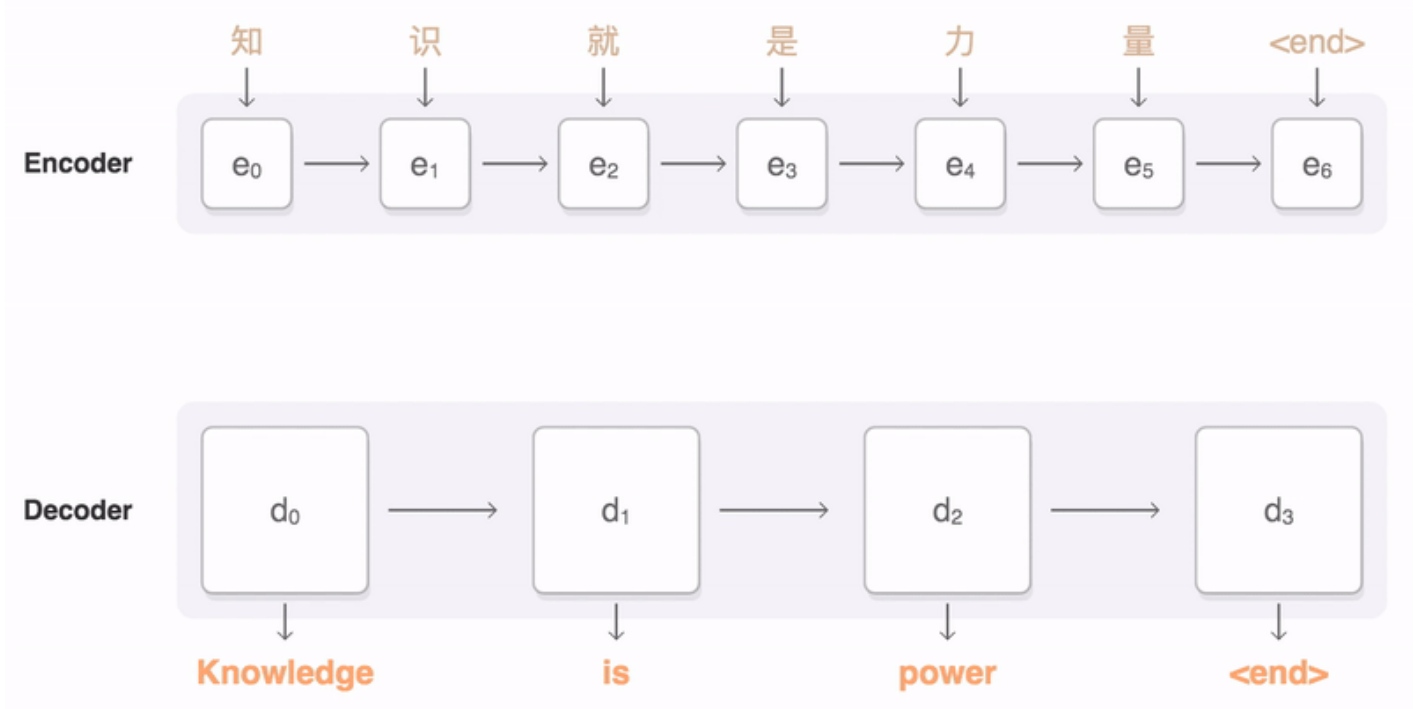 知 识 就 是 力 量 <end>
Encoder e₀ e₁ e₂ e₃ e₄ e₅ e₆
Decoder d₀ d₁ d₂ d₃
Knowledge is power <end>